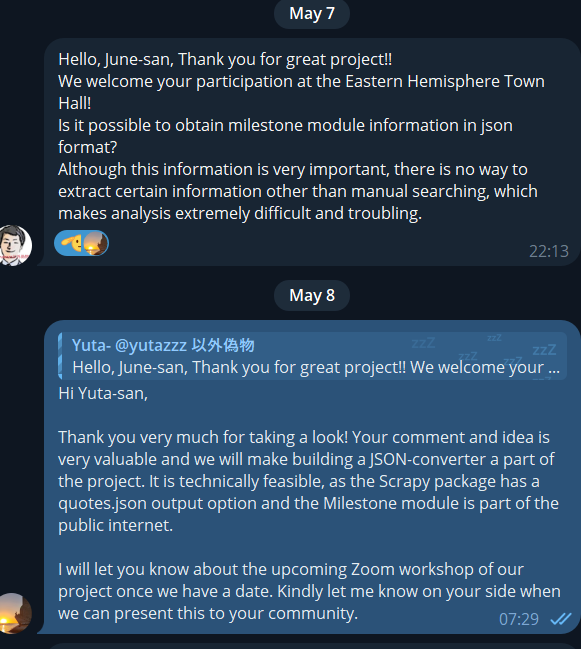 May 7
Hello, June-san, Thank you for great project!!
We welcome your participation at the Eastern Hemisphere Town
Hall!
Is it possible to obtain milestone module information in json
format?
Although this information is very important, there is no way to
extract certain information other than manual searching, which
makes analysis extremely difficult and troubling.
22:13
May 8
Yuta- @yutazzz 以外偽物
zzZ zzZ zzZ zzZ zzZ
Hello, June-san, Thank you for great project!! We welcome your ...
Hi Yuta-san,
Thank you very much for taking a look! Your comment and idea is
very valuable and we will make building a JSON-converter a part of
the project. It is technically feasible, as the Scrapy package has a
quotes.json output option and the Milestone module is part of the
public internet.
I will let you know about the upcoming Zoom workshop of our
project once we have a date. Kindly let me know on your side when
we can present this to your community.
07:29